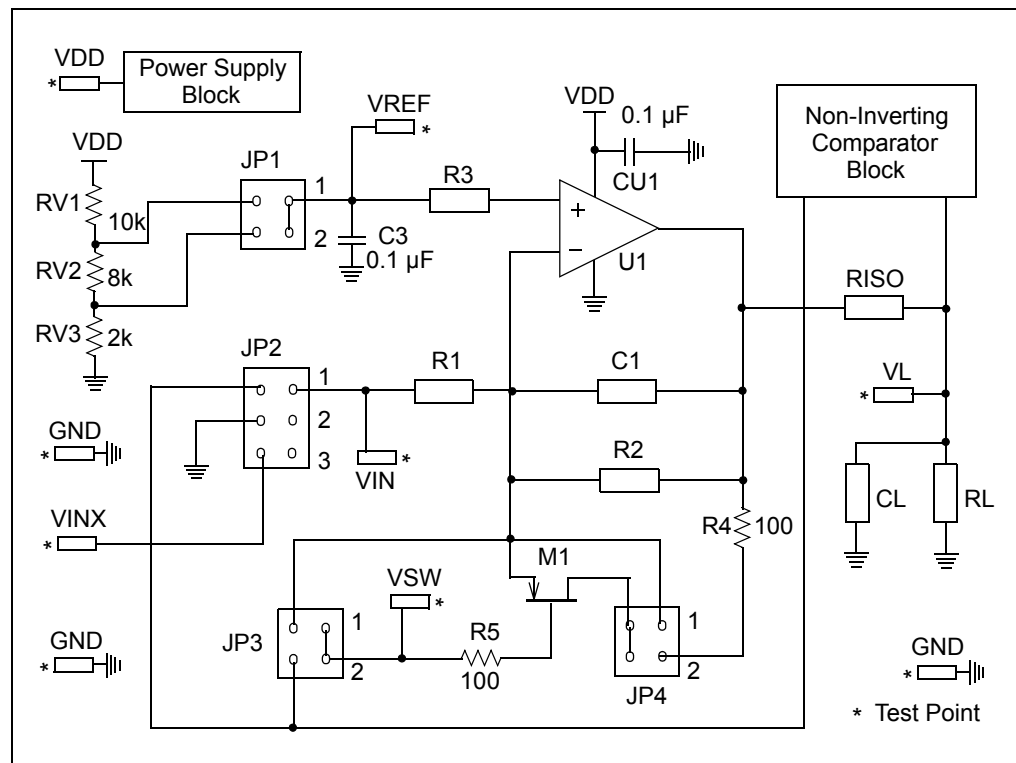 VDD
*
Power Supply
Block
VREF
*
VDD
0.1 µF
CU1
Non-Inverting
Comparator
Block
VDD
RV1
10k
RV2
8k
RV3
2k
JP1
1
2
C3
0.1 µF
R3
+
−
U1
RISO
JP2
1
2
3
R1
C1
VL
*
GND
*
VIN
*
R2
CL
RL
VINX
*
R4
100
M1
VSW
*
JP3
1
2
R5
100
1
2
JP4
GND
*
GND
*
* Test Point